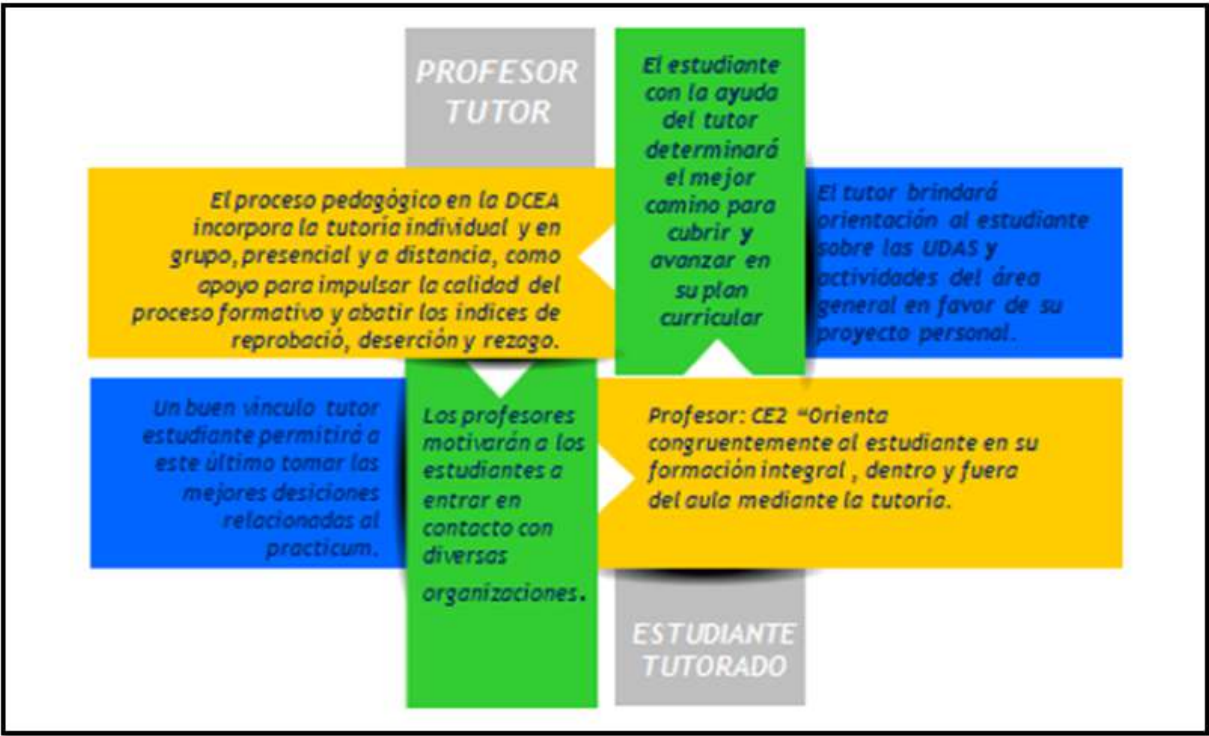 PROFESOR
TUTOR
El estudiante
con la ayuda
del tutor
determinará
el mejor
camino para
cubrir y
avanzar en
su plan
curricular
El proceso pedagógico en la DCEA
incorpora la tutoría individual y en
grupo, presencial y a distancia, como
apoyo para impulsar la calidad del
proceso formativo y abatir los índices de
reprobació, deserción y rezago.
El tutor brindará
orientación al estudiante
sobre las UDAS y
actividades del área
general en favor de su
proyecto personal.
Un buen vínculo tutor
estudiante permitirá a
este último tomar las
mejores desiciones
relacionadas al
practicum.
Los profesores
motivarán a los
estudiantes a
entrar en
contacto con
diversas
organizaciones.
Profesor: CE2 “Orienta
congruentemente al estudiante en su
formación integral , dentro y fuera
del aula mediante la tutoría.
ESTUDIANTE
TUTORADO